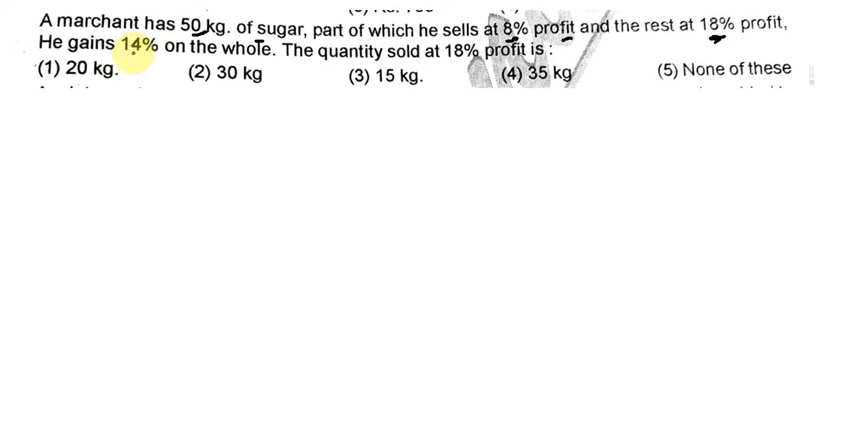 A marchant has 50 kg. of sugar, part of which he sells at 8% profit and the rest at 18% profit,
He gains 14% on the whole. The quantity sold at 18% profit is :
(1) 20 kg. (2) 30 kg (3) 15 kg. (4) 35 kg (5) None of these